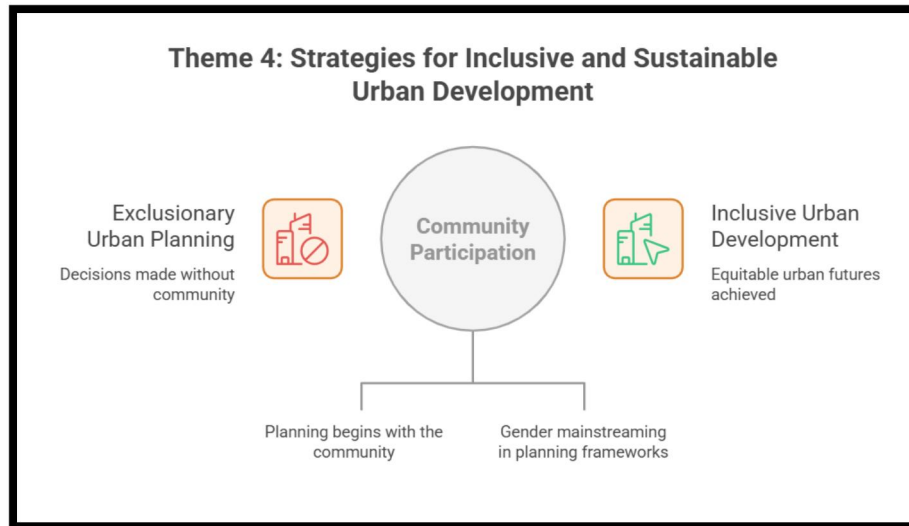 Theme 4: Strategies for Inclusive and Sustainable
Urban Development
Exclusionary
Urban Planning
Decisions made without
community
Community
Participation
Inclusive Urban
Development
Equitable urban futures
achieved
Planning begins with the
community
Gender mainstreaming
in planning frameworks